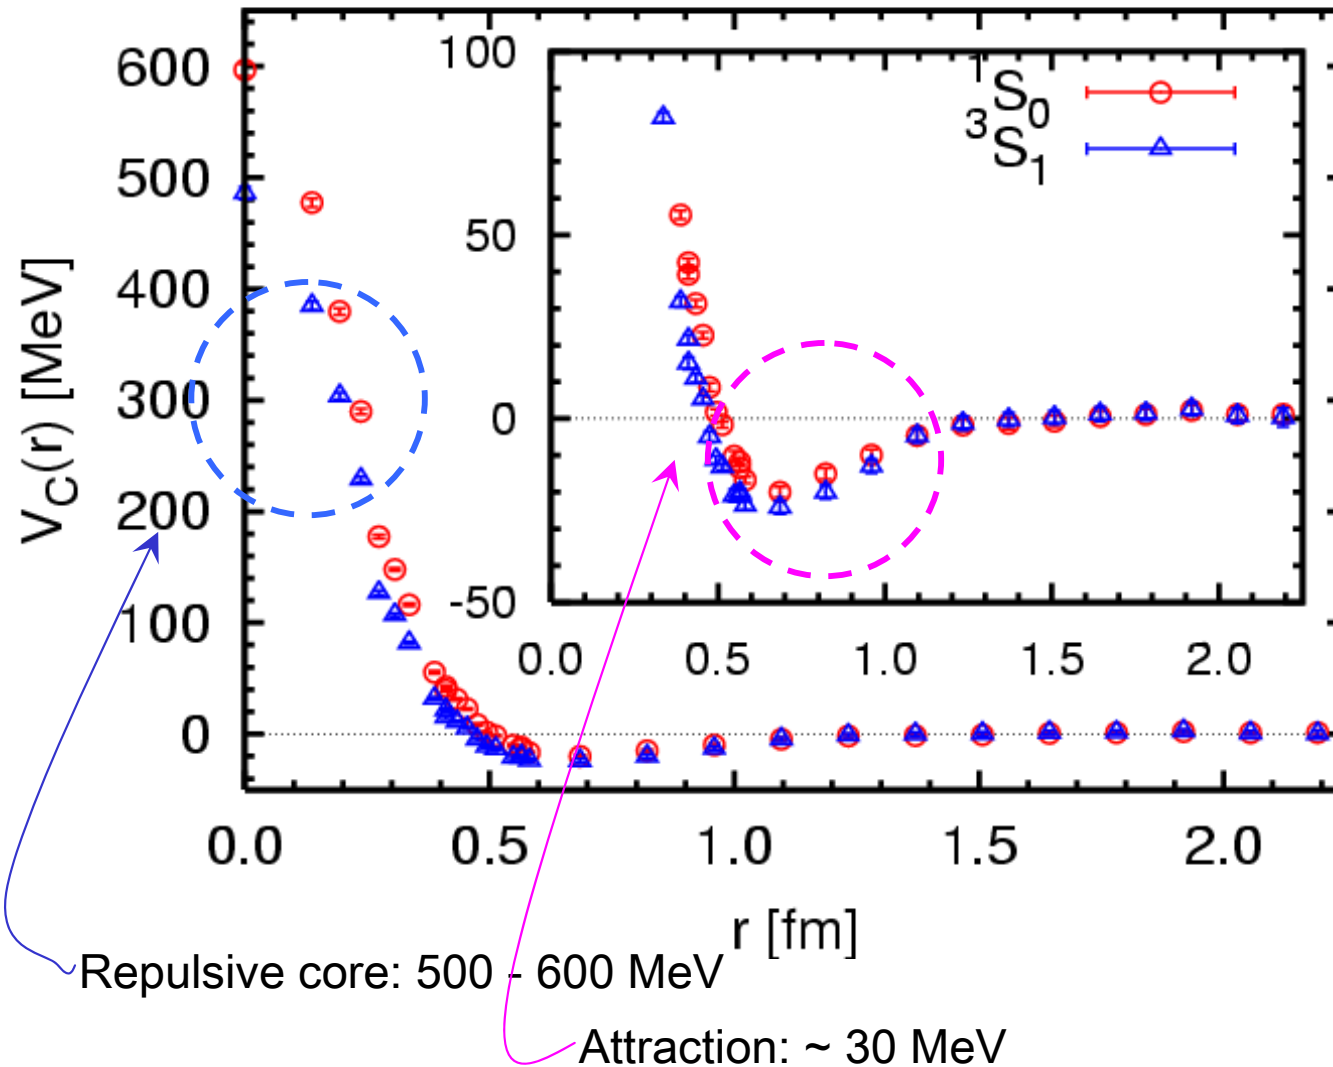 600
500
400
300
200
100
0
V_C(r) [MeV]
0.0 0.5 1.0 1.5 2.0
r [fm]
100
50
0
-50
0.0 0.5 1.0 1.5 2.0
¹S₀
³S₁
Repulsive core: 500 - 600 MeV
Attraction: ~ 30 MeV